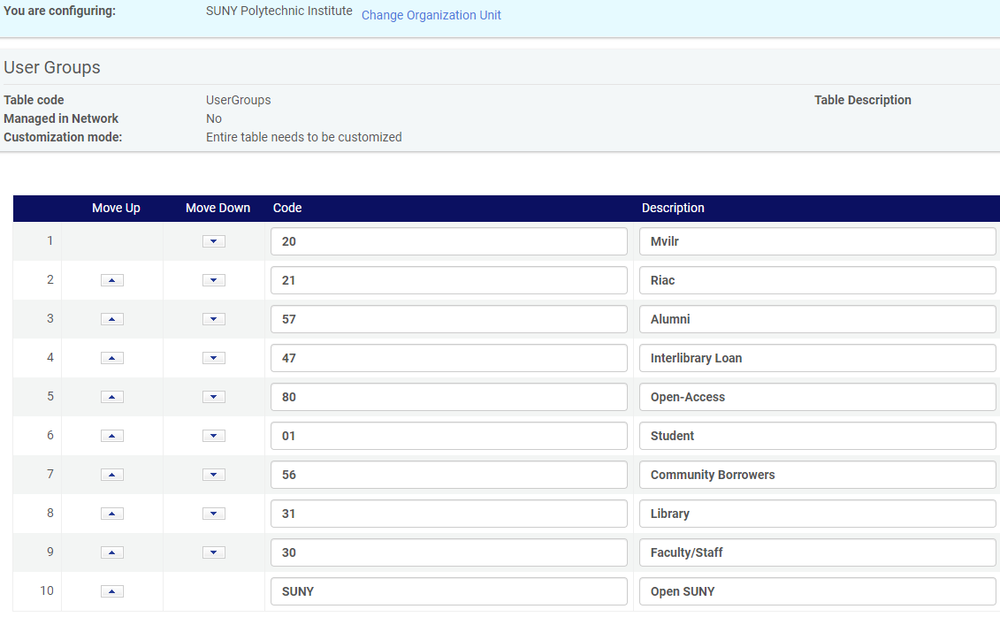 You are configuring: SUNY Polytechnic Institute Change Organization Unit
User Groups
Table code UserGroups Table Description
Managed in Network No
Customization mode: Entire table needs to be customized
Move Up Move Down Code Description
1 20 Mvilr
2 21 Riac
3 57 Alumni
4 47 Interlibrary Loan
5 80 Open-Access
6 01 Student
7 56 Community Borrowers
8 31 Library
9 30 Faculty/Staff
10 SUNY Open SUNY